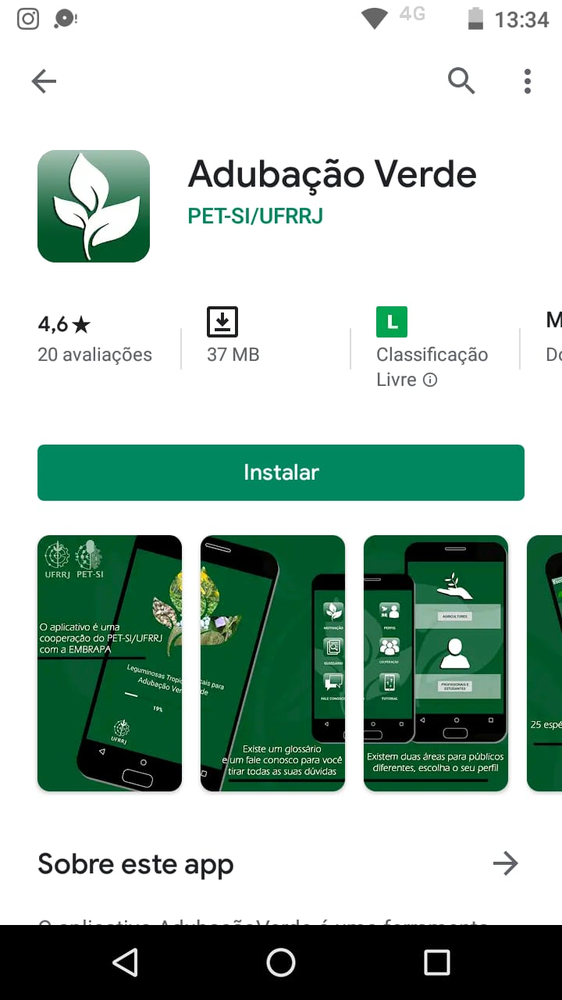 4G
13:34
Adubação Verde
PET-SI/UFRRJ
4,6★
20 avaliações
37 MB
L
Classificação
Livre
M
Do
Instalar
UFRRJ PET-SI
O aplicativo é uma
cooperação do PET-SI/UFRRJ
com a EMBRAPA
Leguminosas Tropicais para
Adubação Verde
19%
UFRRJ
MOTIVAÇÃO
GLOSSÁRIO
FALE CONOSCO
Existe um glossário
e um fale conosco para você
tirar todas as suas dúvidas
PERFIS
COOPERAÇÃO
TUTORIAL
AGRICULTORES
PROFISSIONAIS E
ESTUDANTES
Existem duas áreas para públicos
diferentes, escolha o seu perfil
25 espé
Sobre este app
O aplicativo AdubaçãoVerde é uma ferramenta